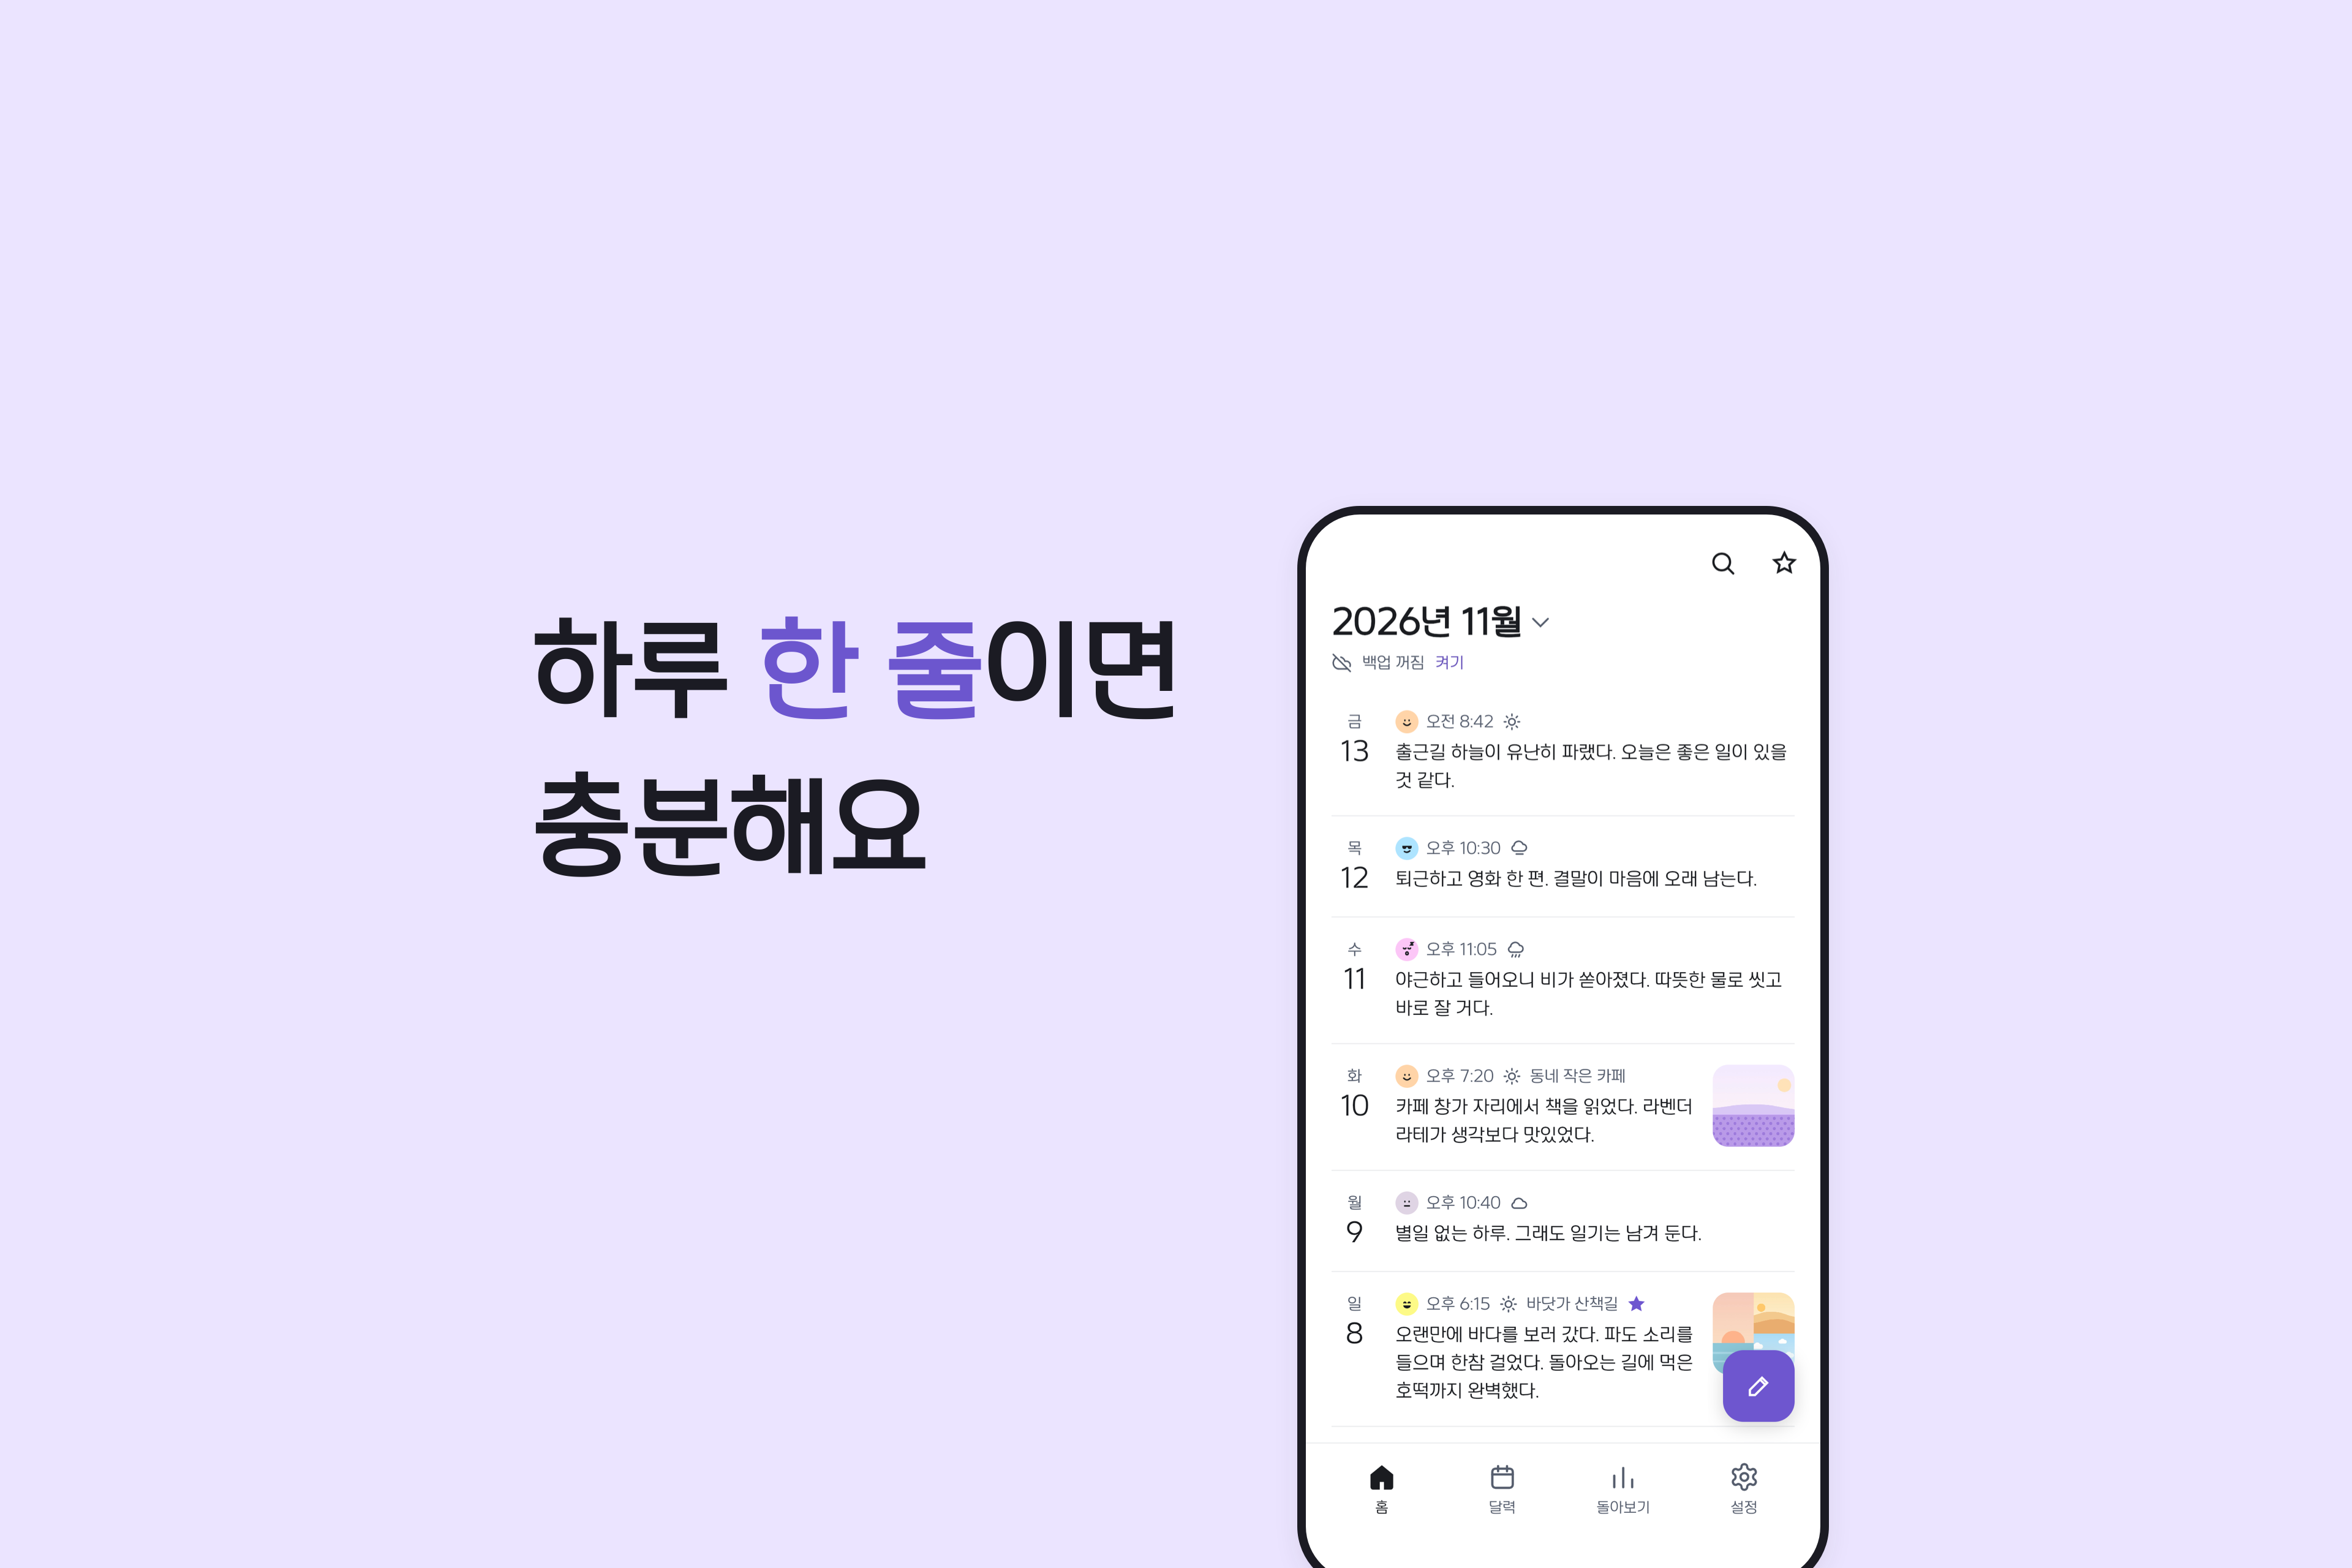 하루 한 줄이면
충분해요
2026년 11월
백업 꺼짐 켜기
금
13
오전 8:42
출근길 하늘이 유난히 파랬다. 오늘은 좋은 일이 있을
것 같다.
목
12
오후 10:30
퇴근하고 영화 한 편. 결말이 마음에 오래 남는다.
수
11
오후 11:05
야근하고 들어오니 비가 쏟아졌다. 따뜻한 물로 씻고
바로 잘 거다.
화
10
오후 7:20 동네 작은 카페
카페 창가 자리에서 책을 읽었다. 라벤더
라테가 생각보다 맛있었다.
월
9
오후 10:40
별일 없는 하루. 그래도 일기는 남겨 둔다.
일
8
오후 6:15 바닷가 산책길
오랜만에 바다를 보러 갔다. 파도 소리를
들으며 한참 걸었다. 돌아오는 길에 먹은
호떡까지 완벽했다.
홈
달력
돌아보기
설정